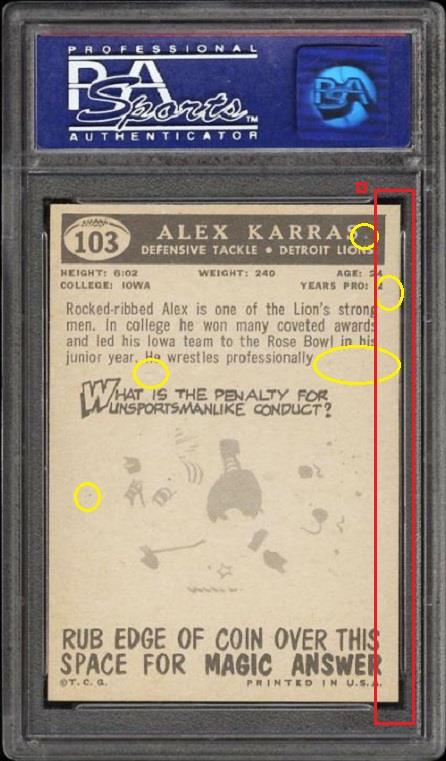 PROFESSIONAL
PSA
Sports™
AUTHENTICATOR
PSA
103
ALEX KARRAS
DEFENSIVE TACKLE • DETROIT LIONS
HEIGHT: 6:02 WEIGHT: 240 AGE: 24
COLLEGE: IOWA YEARS PRO: 2
Rocked-ribbed Alex is one of the Lion's strong
men. In college he won many coveted awards
and led his Iowa team to the Rose Bowl in his
junior year. He wrestles professionally.
WHAT IS THE PENALTY FOR
UNSPORTSMANLIKE CONDUCT?
RUB EDGE OF COIN OVER THIS
SPACE FOR MAGIC ANSWER
©T.C.G. PRINTED IN U.S.A.